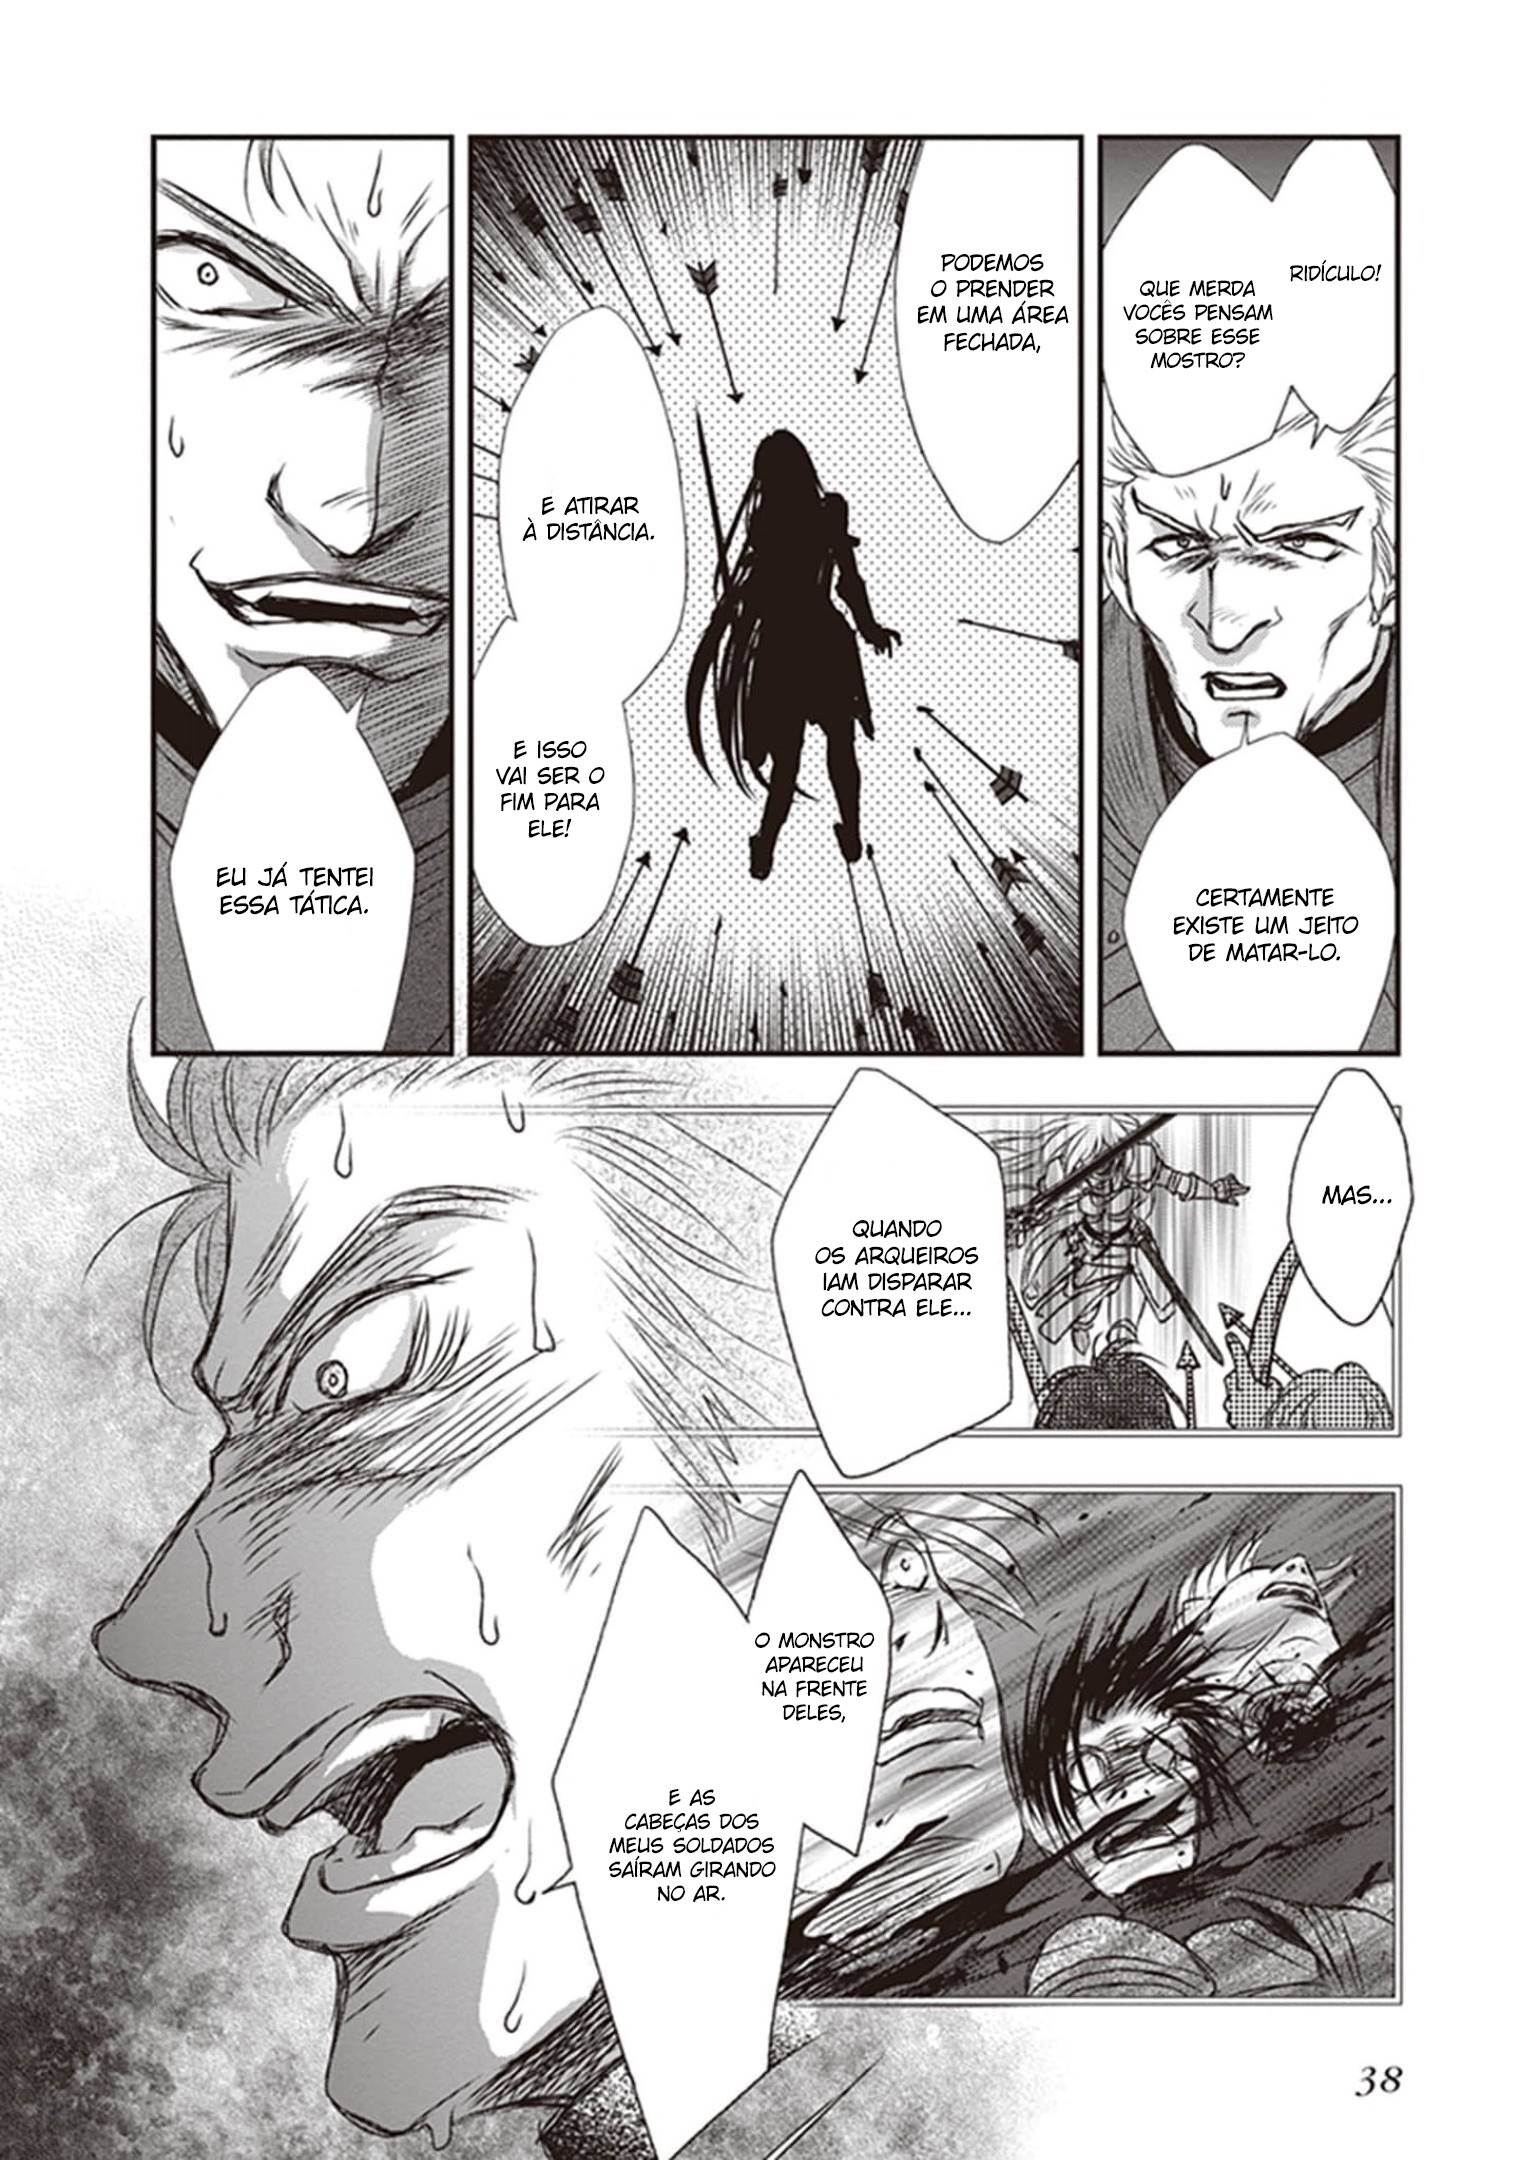 RIDÍCULO!
QUE MERDA
VOCÊS PENSAM
SOBRE ESSE
MOSTRO?
CERTAMENTE
EXISTE UM JEITO
DE MATAR-LO.
PODEMOS
O PRENDER
EM UMA ÁREA
FECHADA,
E ATIRAR
À DISTÂNCIA.
E ISSO
VAI SER O
FIM PARA
ELE!
EU JÁ TENTEI
ESSA TÁTICA.
MAS...
QUANDO
OS ARQUEIROS
IAM DISPARAR
CONTRA ELE...
O MONSTRO
APARECEU
NA FRENTE
DELES,
E AS
CABEÇAS DOS
MEUS SOLDADOS
SAÍRAM GIRANDO
NO AR.
38